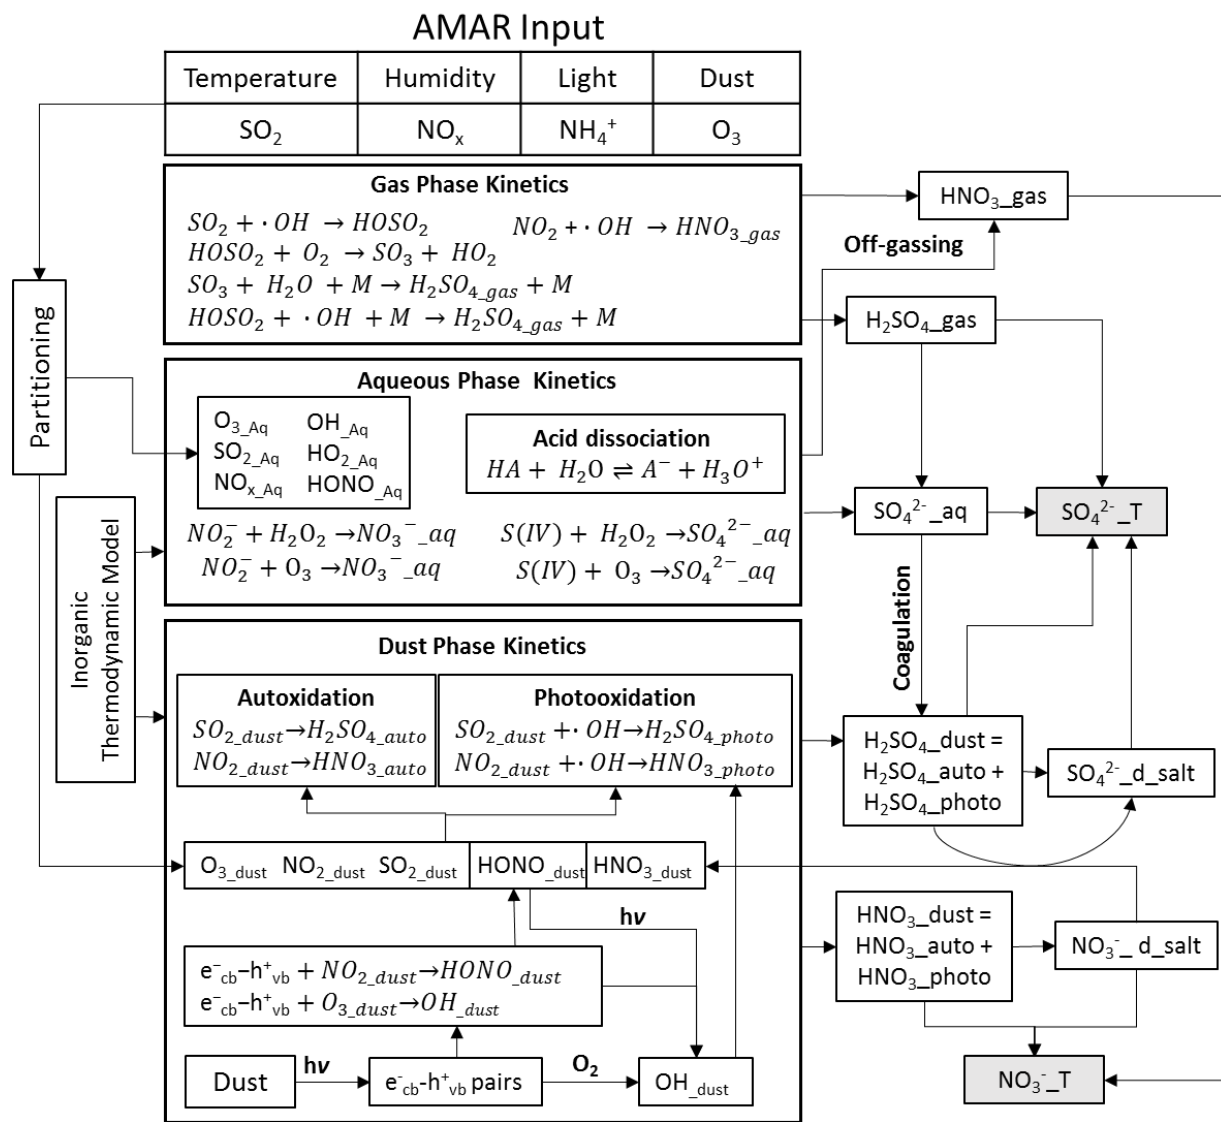 AMAR Input
Temperature Humidity Light Dust
SO₂ NOₓ NH₄⁺ O₃
Gas Phase Kinetics
SO₂ + ·OH → HOSO₂ NO₂ + ·OH → HNO₃_gas
HOSO₂ + O₂ → SO₃ + HO₂
SO₃ + H₂O + M → H₂SO₄_gas + M
HOSO₂ + ·OH + M → H₂SO₄_gas + M
HNO₃_gas
Off-gassing
H₂SO₄_gas
Partitioning
Aqueous Phase Kinetics
O₃_Aq OH_Aq
SO₂_Aq HO₂_Aq
NOₓ_Aq HONO_Aq
Acid dissociation
HA + H₂O ⇌ A⁻ + H₃O⁺
NO₂⁻ + H₂O₂ →NO₃⁻_aq S(IV) + H₂O₂ →SO₄²⁻_aq
NO₂⁻ + O₃ →NO₃⁻_aq S(IV) + O₃ →SO₄²⁻_aq
SO₄²⁻_aq
SO₄²⁻_T
Inorganic
Thermodynamic Model
Coagulation
Dust Phase Kinetics
Autoxidation
SO₂_dust→H₂SO₄_auto
NO₂_dust→HNO₃_auto
Photooxidation
SO₂_dust + ·OH→H₂SO₄_photo
NO₂_dust + ·OH→HNO₃_photo
H₂SO₄_dust =
H₂SO₄_auto +
H₂SO₄_photo
SO₄²⁻_d_salt
O₃_dust NO₂_dust SO₂_dust HONO_dust HNO₃_dust
hν
e⁻cb–h⁺vb + NO₂_dust→HONO_dust
e⁻cb–h⁺vb + O₃_dust→OH_dust
HNO₃_dust =
HNO₃_auto +
HNO₃_photo
NO₃⁻_d_salt
Dust
hν
e⁻cb–h⁺vb pairs
O₂
OH_dust
NO₃⁻_T